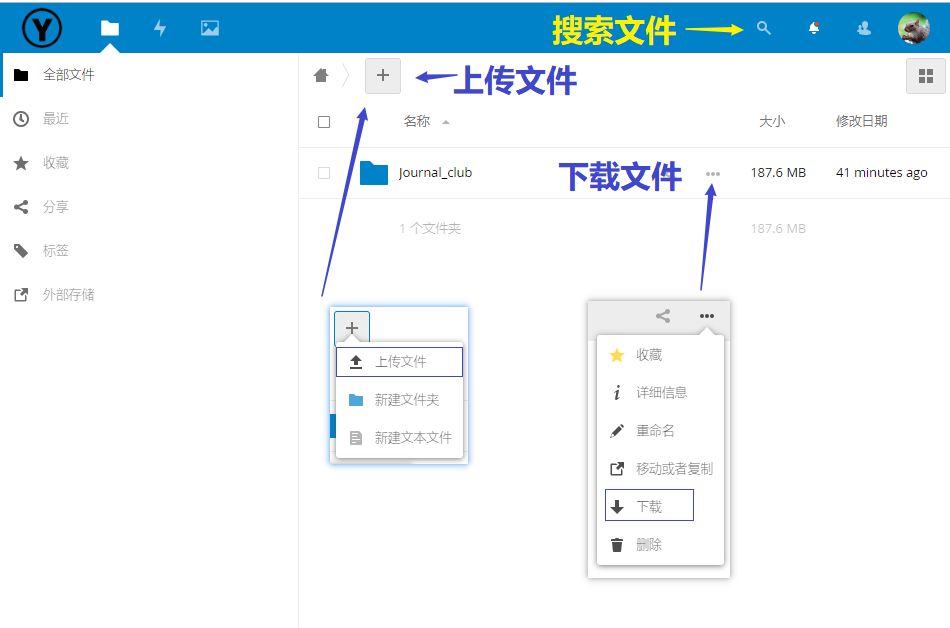 Y
搜索文件
全部文件
上传文件
名称
大小
修改日期
最近
收藏
Journal_club
下载文件
187.6 MB
41 minutes ago
分享
1 个文件夹
187.6 MB
标签
外部存储
上传文件
新建文件夹
新建文本文件
收藏
详细信息
重命名
移动或者复制
下载
删除